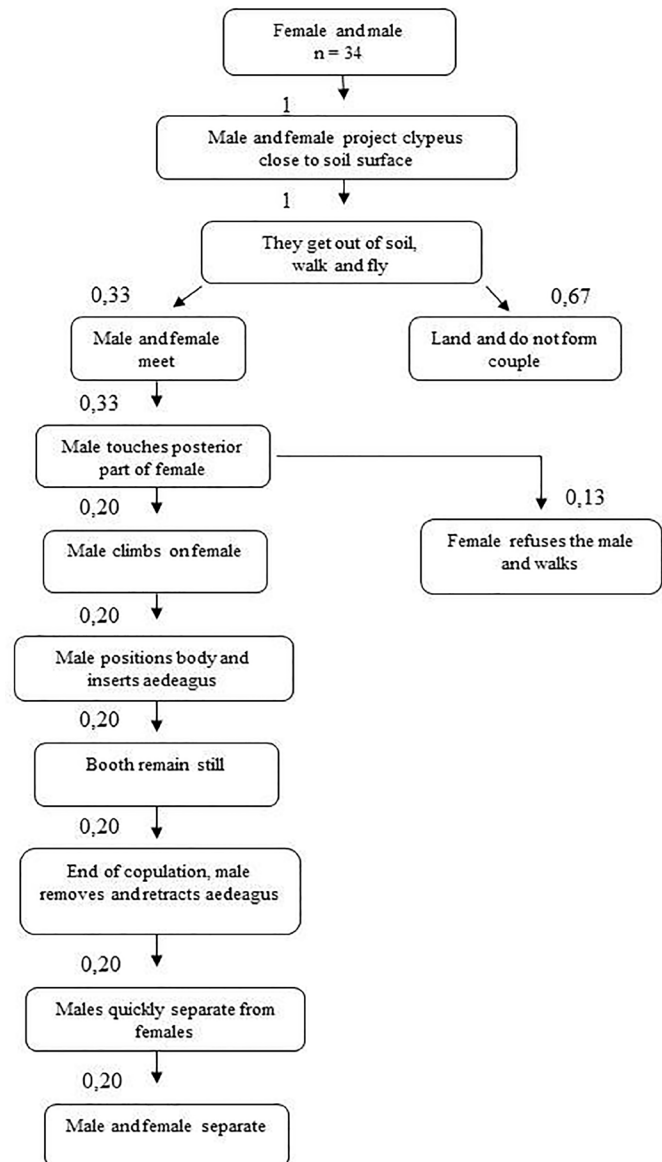 Female and male
n = 34
1
Male and female project clypeus
close to soil surface
1
They get out of soil,
walk and fly
0,33
0,67
Male and female
meet
Land and do not form
couple
0,33
Male touches posterior
part of female
0,20
0,13
Male climbs on female
Female refuses the male
and walks
0,20
Male positions body and
inserts aedeagus
0,20
Booth remain still
0,20
End of copulation, male
removes and retracts aedeagus
0,20
Males quickly separate from
females
0,20
Male and female separate